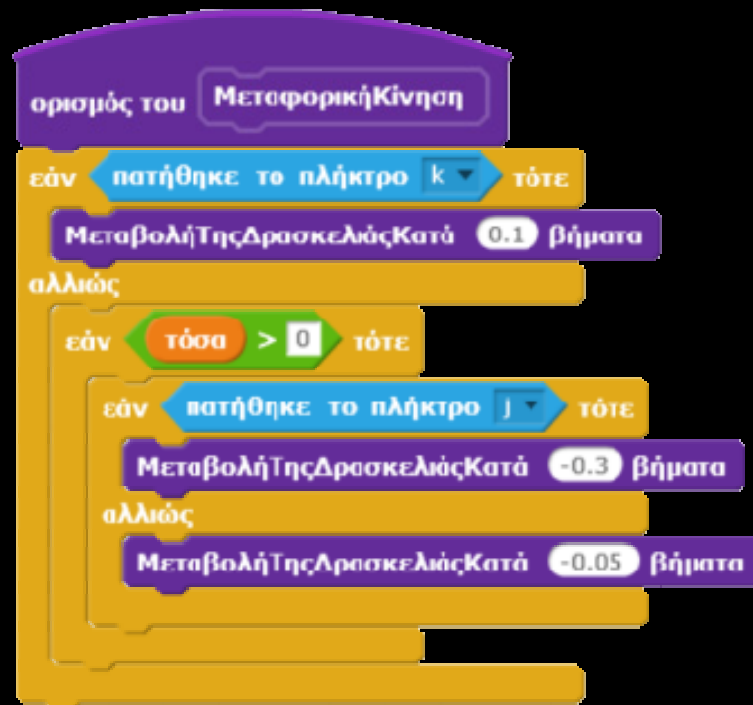 ορισμός του ΜεταφορικήΚίνηση
εάν πατήθηκε το πλήκτρο k τότε
ΜεταβολήΤηςΔρασκελιάςΚατά 0.1 βήματα
αλλιώς
εάν τόσα > 0 τότε
εάν πατήθηκε το πλήκτρο j τότε
ΜεταβολήΤηςΔρασκελιάςΚατά -0.3 βήματα
αλλιώς
ΜεταβολήΤηςΔρασκελιάςΚατά -0.05 βήματα